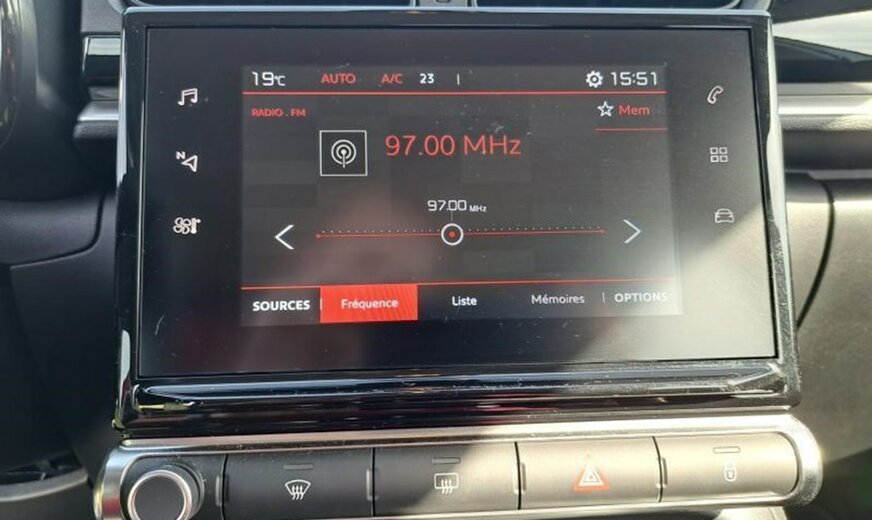 19°C AUTO A/C 23 15:51
RADIO . FM Mem
97.00 MHz
97.00 MHz
N
SOURCES Fréquence Liste Mémoires OPTIONS